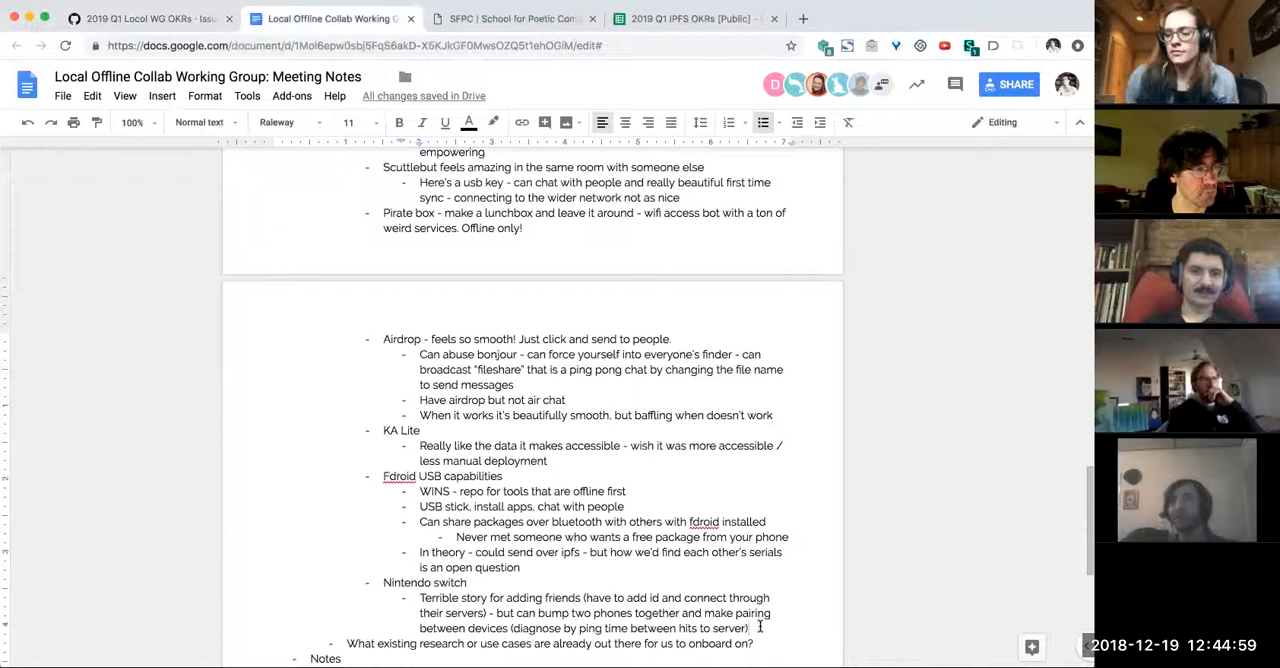 2019 Q1 Locol WG OKRs · Issu
Local Offline Collab Working G
SFPC | School for Poetic Com
2019 Q1 IPFS OKRs [Public] - G
https://docs.google.com/document/d/1Mol6epw0sbj5FqS6akD-X5KJkGF0MwsOZQ5t1ehOGiM/edit#
Local Offline Collab Working Group: Meeting Notes
SHARE
File Edit View Insert Format Tools Add-ons Help All changes saved in Drive
100% Normal text Raleway 11 Editing
empowering
- Scuttlebut feels amazing in the same room with someone else
- Here's a usb key - can chat with people and really beautiful first time
sync - connecting to the wider network not as nice
- Pirate box - make a lunchbox and leave it around - wifi access bot with a ton of
weird services. Offline only!
- Airdrop - feels so smooth! Just click and send to people.
- Can abuse bonjour - can force yourself into everyone's finder - can
broadcast "fileshare" that is a ping pong chat by changing the file name
to send messages
- Have airdrop but not air chat
- When it works it's beautifully smooth, but baffling when doesn't work
- KA Lite
- Really like the data it makes accessible - wish it was more accessible /
less manual deployment
- Fdroid USB capabilities
- WINS - repo for tools that are offline first
- USB stick, install apps, chat with people
- Can share packages over bluetooth with others with fdroid installed
- Never met someone who wants a free package from your phone
- In theory - could send over ipfs - but how we'd find each other's serials
is an open question
- Nintendo switch
- Terrible story for adding friends (have to add id and connect through
their servers) - but can bump two phones together and make pairing
between devices (diagnose by ping time between hits to server)
- What existing research or use cases are already out there for us to onboard on?
- Notes
2018-12-19 12:44:59